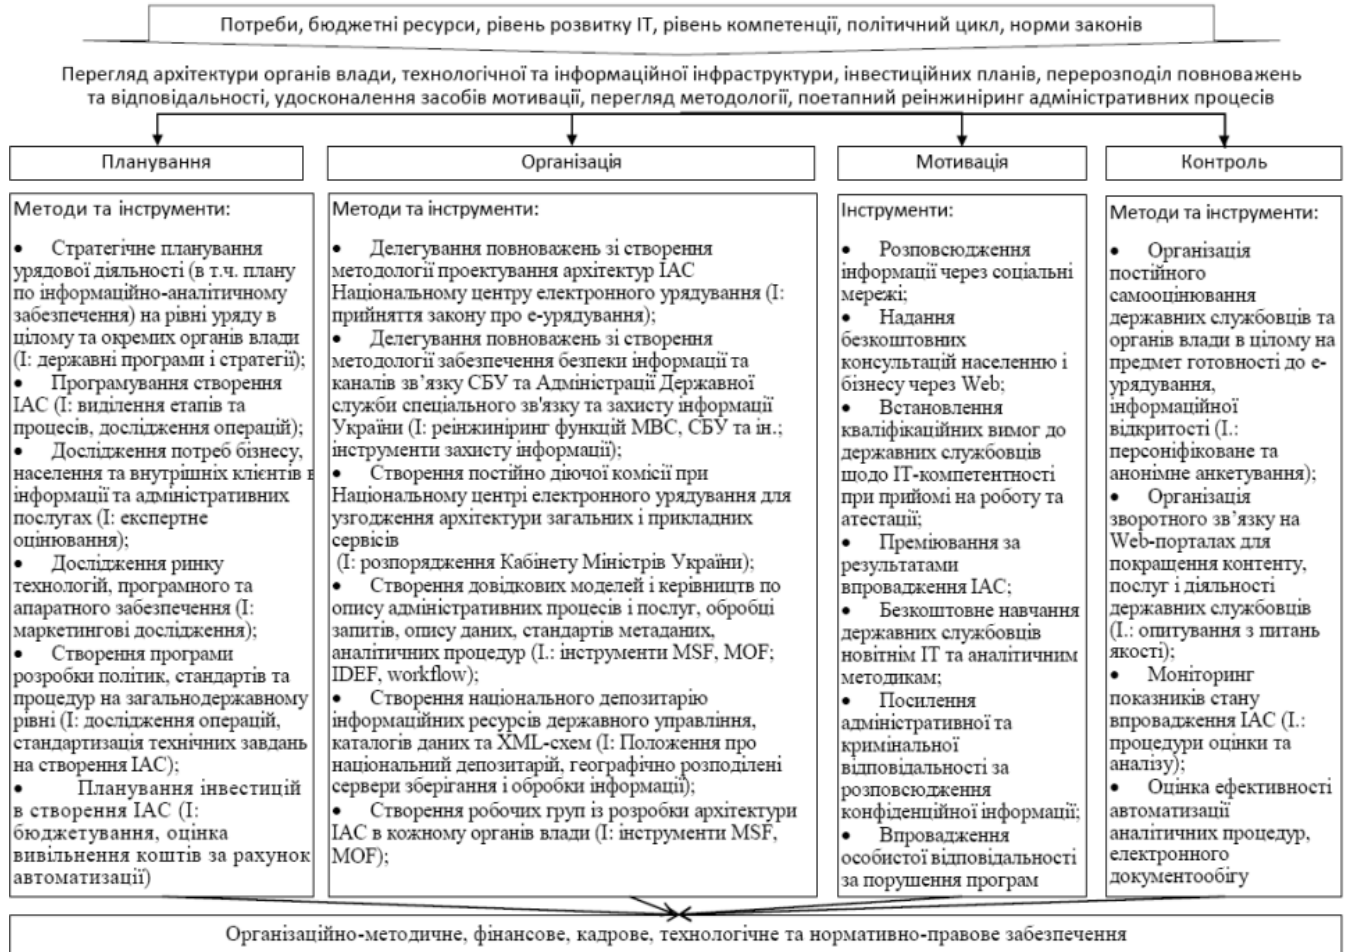 Потреби, бюджетні ресурси, рівень розвитку ІТ, рівень компетенції, політичний цикл, норми законів
Перегляд архітектури органів влади, технологічної та інформаційної інфраструктури, інвестиційних планів, перерозподіл повноважень
та відповідальності, удосконалення засобів мотивації, перегляд методології, поетапний реінжиніринг адміністративних процесів
Планування
Методи та інструменти:
• Стратегічне планування
урядової діяльності (в т.ч. плану
по інформаційно-аналітичному
забезпечення) на рівні уряду в
цілому та окремих органів влади
(І: державні програми і стратегії);
• Програмування створення
ІАС (І: виділення етапів та
процесів, дослідження операцій);
• Дослідження потреб бізнесу,
населення та внутрішніх клієнтів в
інформації та адміністративних
послугах (І: експертне
оцінювання);
• Дослідження ринку
технологій, програмного та
апаратного забезпечення (І:
маркетингові дослідження);
• Створення програми
розробки політик, стандартів та
процедур на загальнодержавному
рівні (І: дослідження операцій,
стандартизація технічних завдань
на створення ІАС);
• Планування інвестицій
в створення ІАС (І:
бюджетування, оцінка
вивільнення коштів за рахунок
автоматизації)
Організація
Методи та інструменти:
• Делегування повноважень зі створення
методології проектування архітектур ІАС
Національному центру електронного урядування (І:
прийняття закону про е-урядування);
• Делегування повноважень зі створення
методології забезпечення безпеки інформації та
каналів зв’язку СБУ та Адміністрації Державної
служби спеціального зв'язку та захисту інформації
України (І: реінжиніринг функцій МВС, СБУ та ін.;
інструменти захисту інформації);
• Створення постійно діючої комісії при
Національному центрі електронного урядування для
узгодження архітектури загальних і прикладних
сервісів
(І: розпорядження Кабінету Міністрів України);
• Створення довідкових моделей і керівництв по
опису адміністративних процесів і послуг, обробці
запитів, опису даних, стандартів метаданих,
аналітичних процедур (І.: інструменти MSF, MOF;
IDEF, workflow);
• Створення національного депозитарію
інформаційних ресурсів державного управління,
каталогів даних та XML-схем (І: Положення про
національний депозитарій, географічно розподілені
сервери зберігання і обробки інформації);
• Створення робочих груп із розробки архітектури
ІАС в кожному органів влади (І: інструменти MSF,
MOF);
Мотивація
Інструменти:
• Розповсюдження
інформації через соціальні
мережі;
• Надання
безкоштовних
консультацій населенню і
бізнесу через Web;
• Встановлення
кваліфікаційних вимог до
державних службовців
щодо ІТ-компетентності
при прийомі на роботу та
атестації;
• Преміювання за
результатами
впровадження ІАС;
• Безкоштовне навчання
державних службовців
новітнім ІТ та аналітичним
методикам;
• Посилення
адміністративної та
кримінальної
відповідальності за
розповсюдження
конфіденційної інформації;
• Впровадження
особистої відповідальності
за порушення програм
Контроль
Методи та інструменти:
• Організація
постійного
самооцінювання
державних службовців та
органів влади в цілому на
предмет готовності до е-
урядування,
інформаційної
відкритості (І.:
персоніфіковане та
анонімне анкетування);
• Організація
зворотного зв’язку на
Web-порталах для
покращення контенту,
послуг і діяльності
державних службовців
(І.: опитування з питань
якості);
• Моніторинг
показників стану
впровадження ІАС (І.:
процедури оцінки та
аналізу);
• Оцінка ефективності
автоматизації
аналітичних процедур,
електронного
документообігу
Організаційно-методичне, фінансове, кадрове, технологічне та нормативно-правове забезпечення